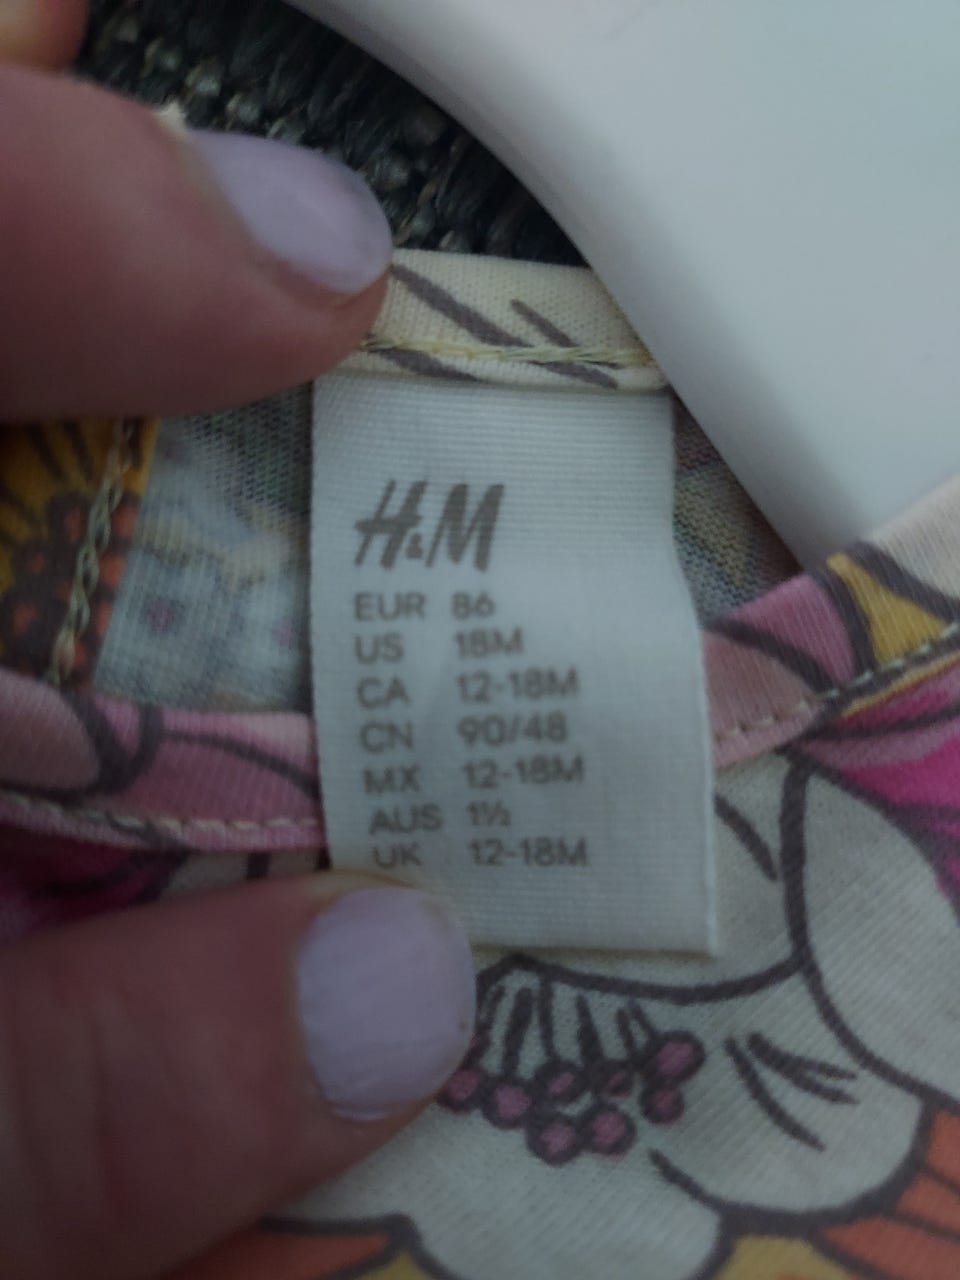 H&M
EUR 86
US 18M
CA 12-18M
CN 90/48
MX 12-18M
AUS 1½
UK 12-18M